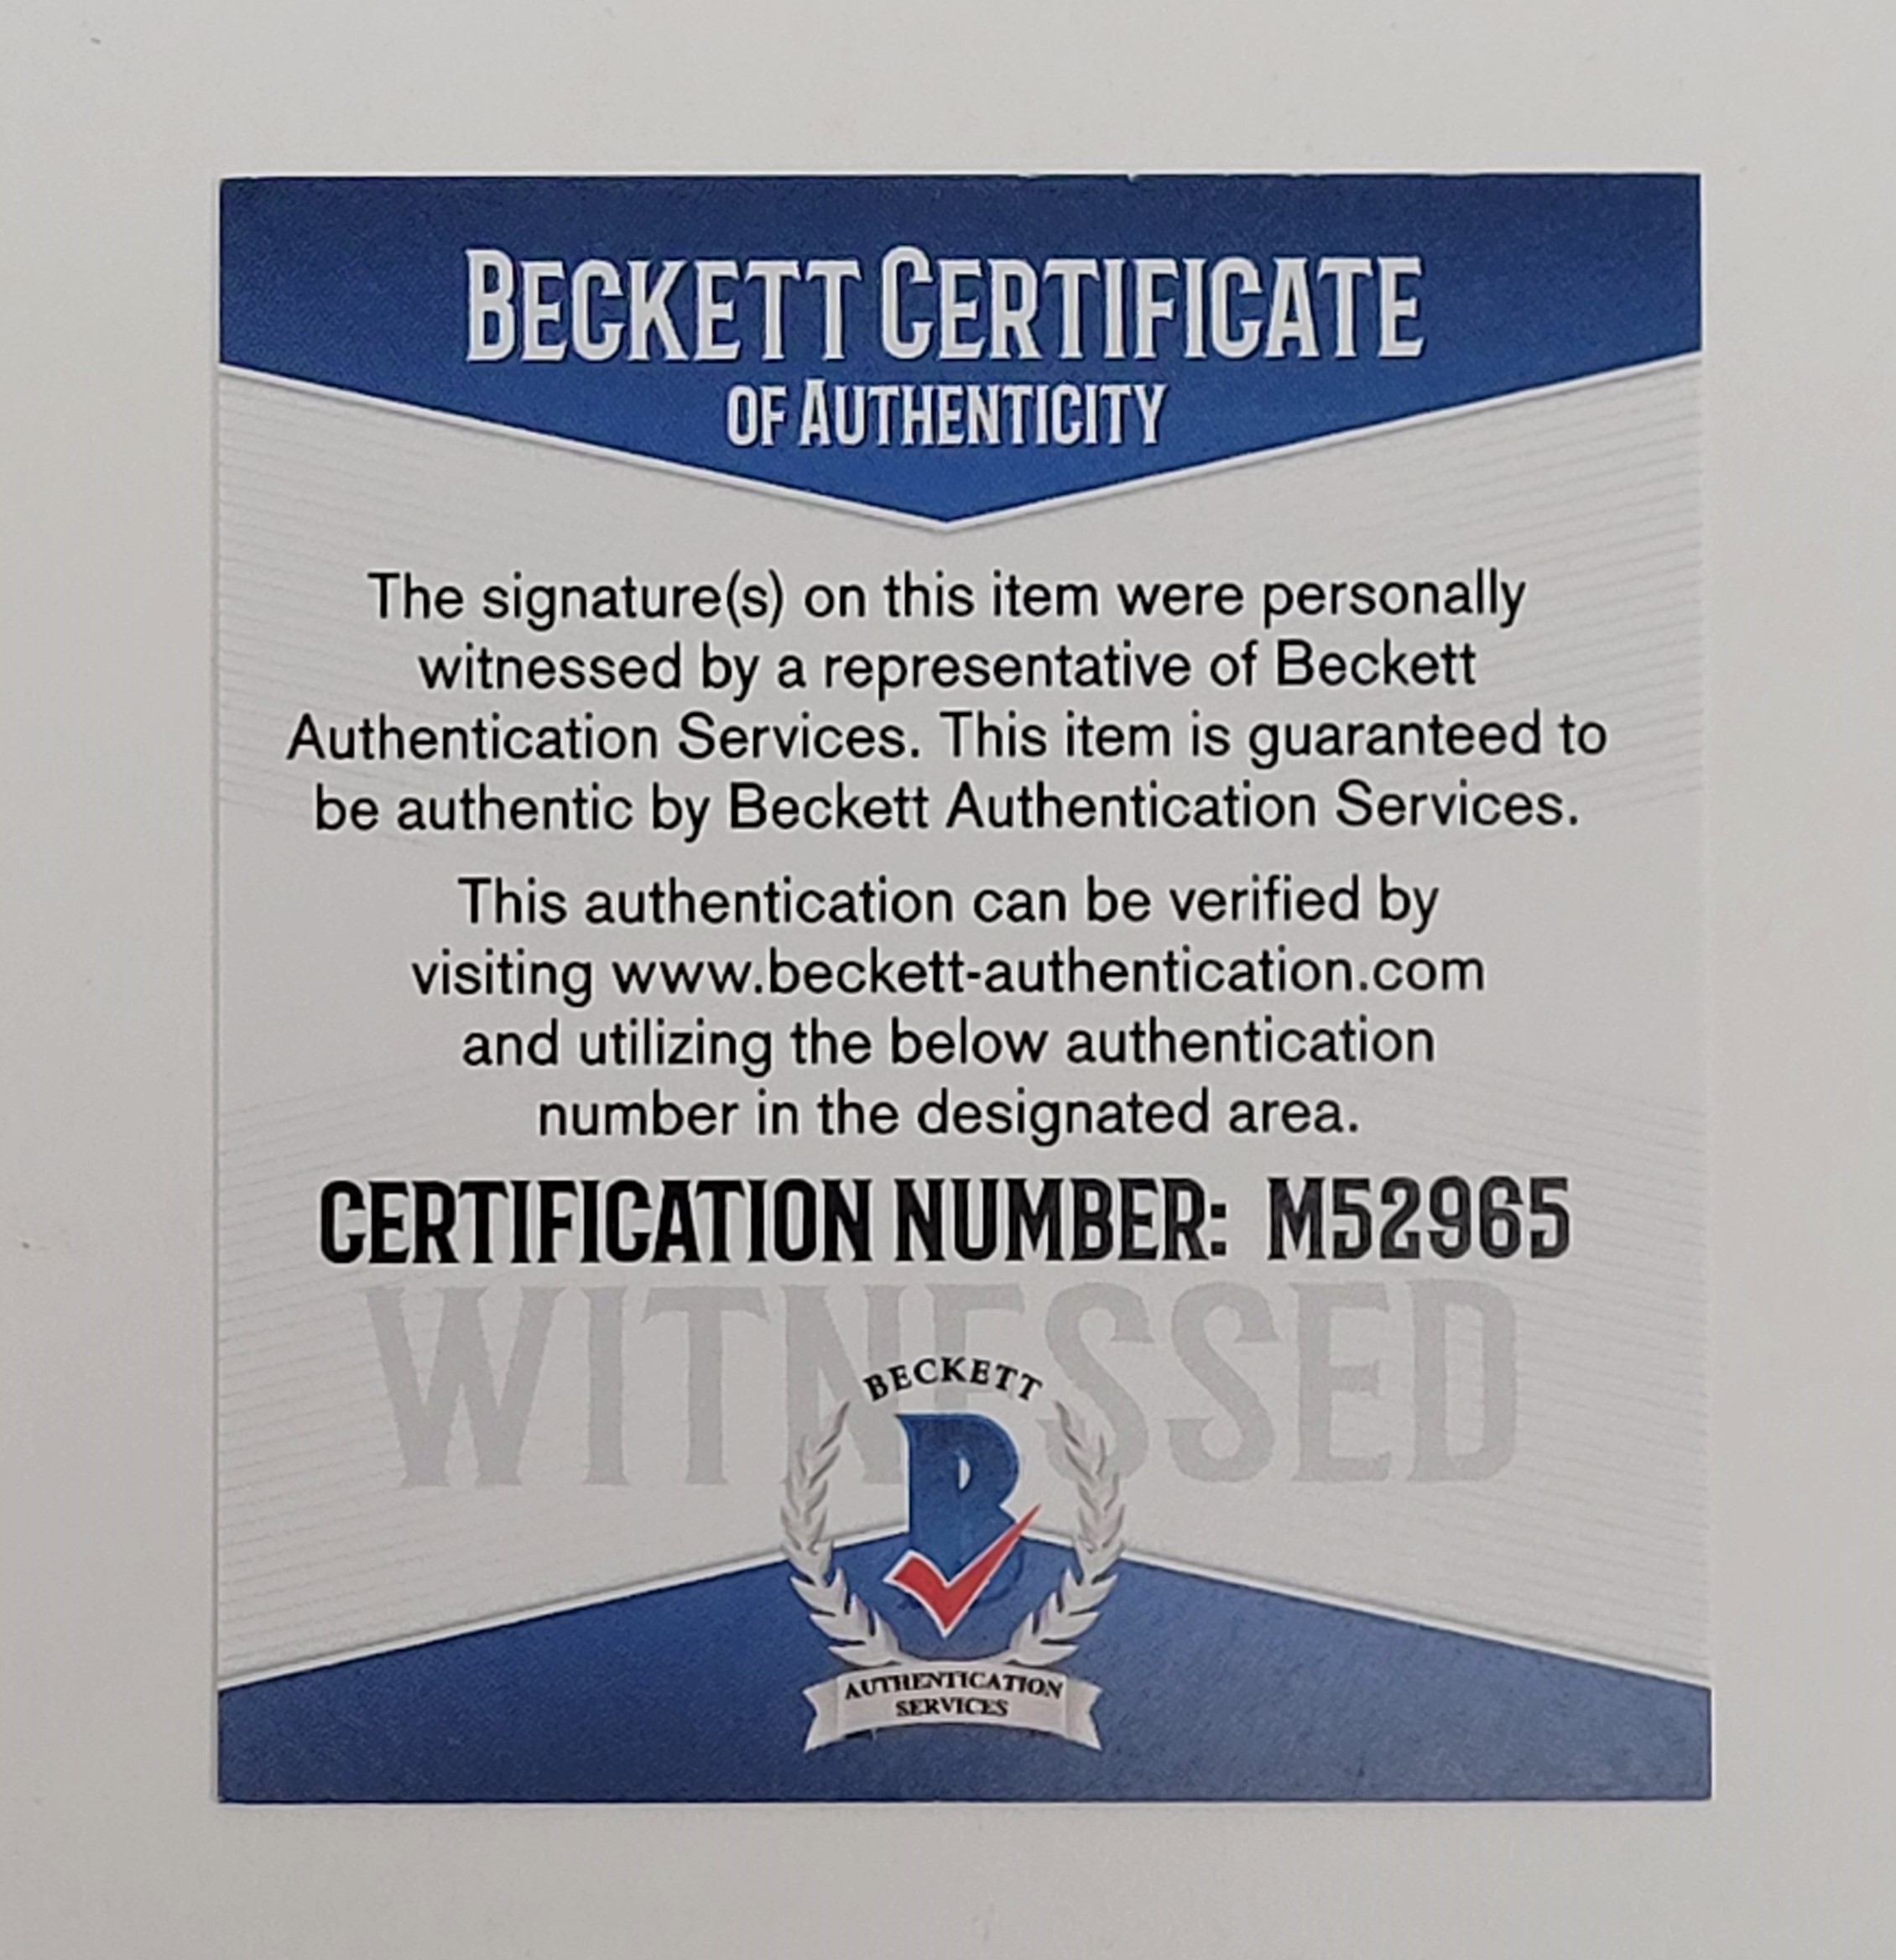 BECKETT CERTIFICATE
OF AUTHENTICITY
The signature(s) on this item were personally
witnessed by a representative of Beckett
Authentication Services. This item is guaranteed to
be authentic by Beckett Authentication Services.
This authentication can be verified by
visiting www.beckett-authentication.com
and utilizing the below authentication
number in the designated area.
CERTIFICATION NUMBER: M52965
WITNESSED
BECKETT
B
AUTHENTICATION
SERVICES